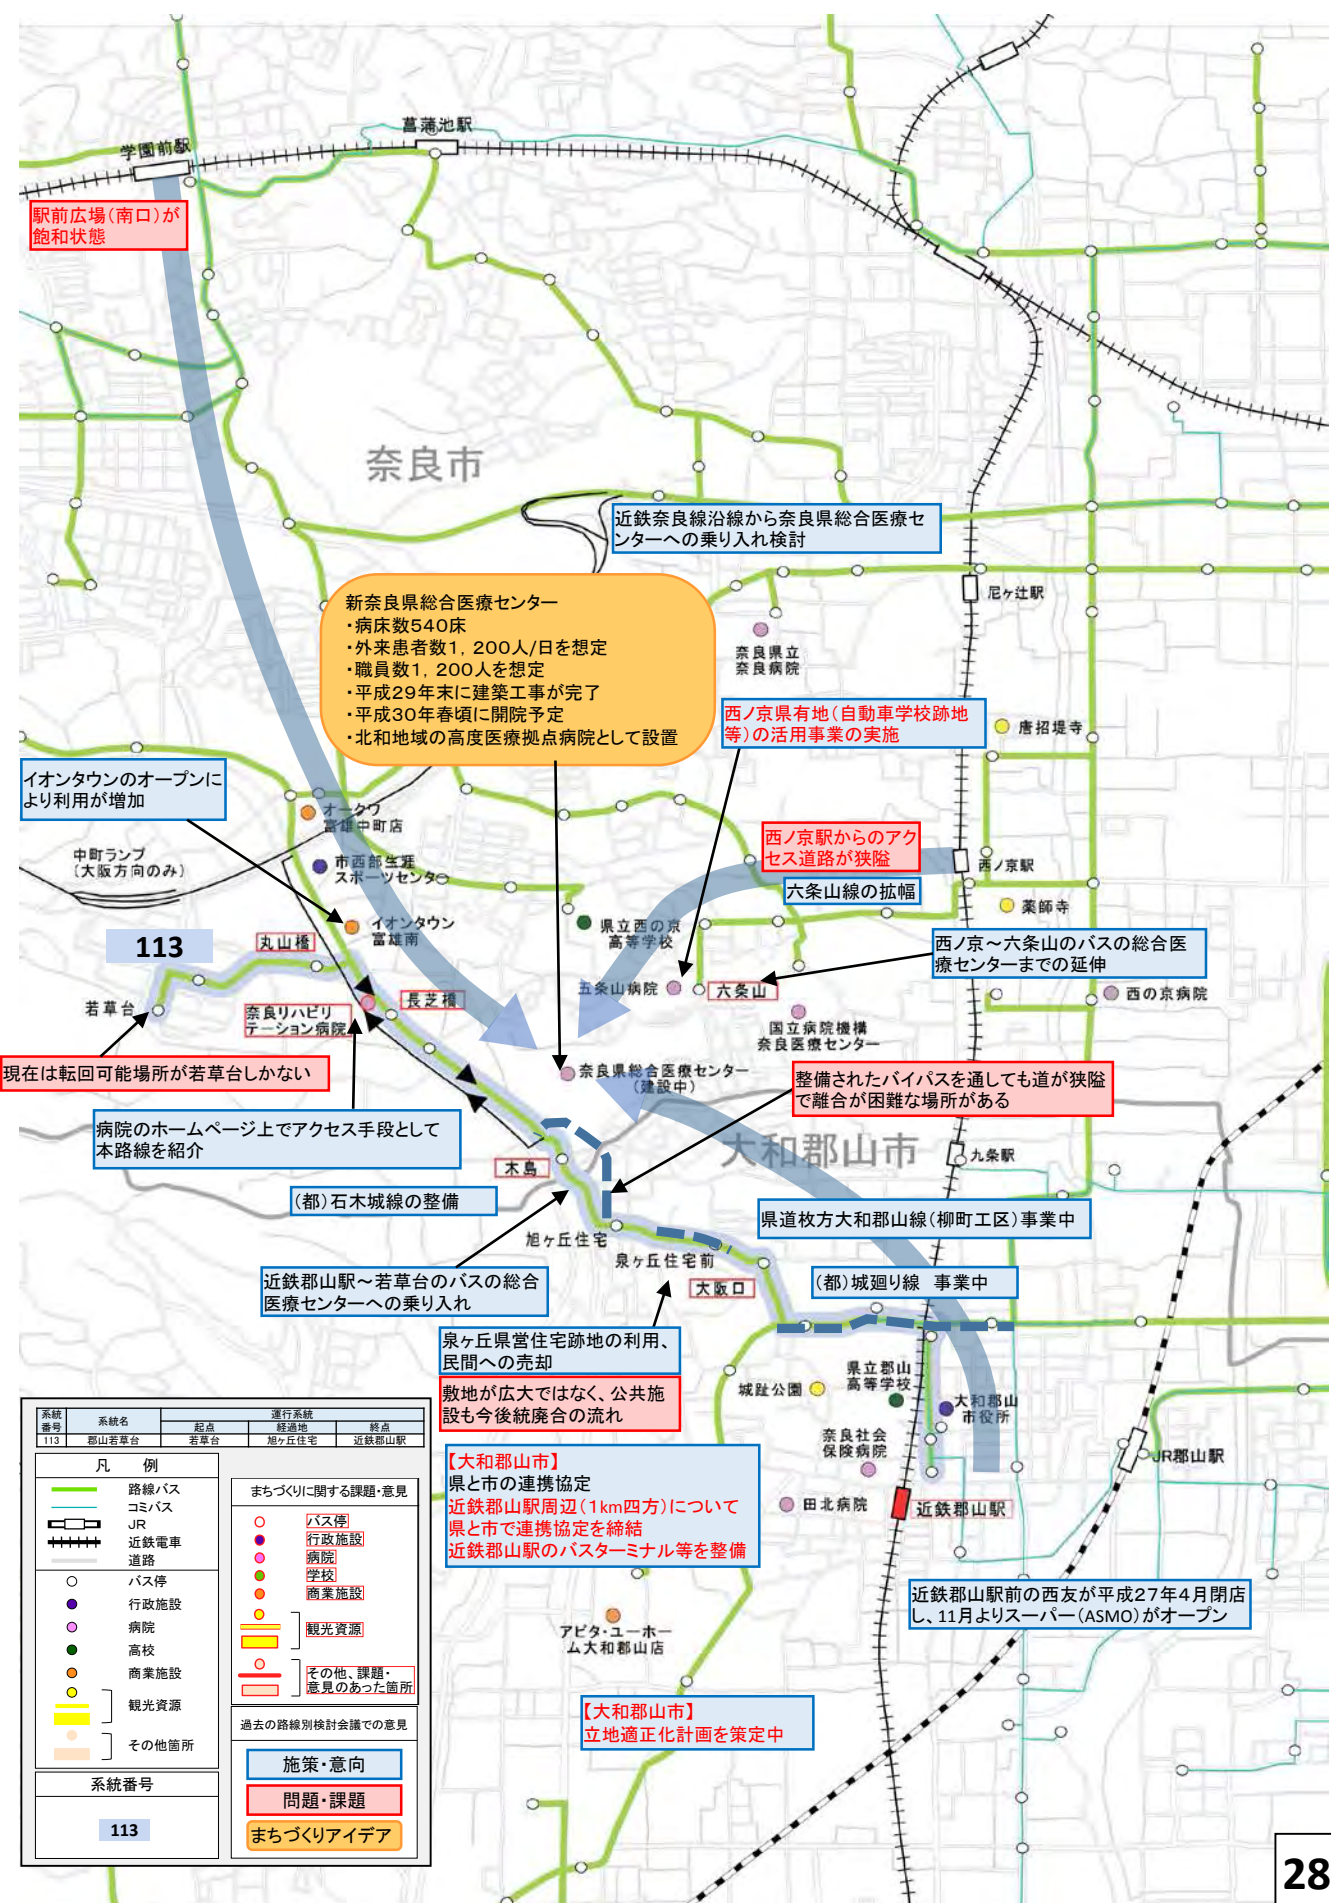 学園前駅
菖蒲池駅
駅前広場(南口)が
飽和状態
奈良市
近鉄奈良線沿線から奈良県総合医療セ
ンターへの乗り入れ検討
尼ヶ辻駅
新奈良県総合医療センター
・病床数540床
・外来患者数1,200人/日を想定
・職員数1,200人を想定
・平成29年末に建築工事が完了
・平成30年春頃に開院予定
・北和地域の高度医療拠点病院として設置
奈良県立
奈良病院
西ノ京県有地(自動車学校跡地
等)の活用事業の実施
唐招堤寺
イオンタウンのオープンに
より利用が増加
オークワ
富雄中町店
中町ランプ
(大阪方向のみ)
市西部生涯
スポーツセンター
西ノ京駅からのアク
セス道路が狭隘
西ノ京駅
六条山線の拡幅
薬師寺
イオンタウン
富雄南
県立西の京
高等学校
113
丸山橋
西ノ京～六条山のバスの総合医
療センターまでの延伸
五条山病院
六条山
西の京病院
若草台
奈良リハビリ
テーション病院
長芝橋
国立病院機構
奈良医療センター
現在は転回可能場所が若草台しかない
奈良県総合医療センター
(建設中)
整備されたバイパスを通しても道が狭隘
で離合が困難な場所がある
病院のホームページ上でアクセス手段として
本路線を紹介
大和郡山市
九条駅
木島
(都)石木城線の整備
県道枚方大和郡山線(柳町工区)事業中
旭ヶ丘住宅
泉ヶ丘住宅前
近鉄郡山駅～若草台のバスの総合
医療センターへの乗り入れ
大阪口
(都)城廻り線 事業中
泉ヶ丘県営住宅跡地の利用、
民間への売却
敷地が広大ではなく、公共施
設も今後統廃合の流れ
城趾公園
県立郡山
高等学校
大和郡山
市役所
奈良社会
保険病院
JR郡山駅
【大和郡山市】
県と市の連携協定
近鉄郡山駅周辺(1km四方)について
県と市で連携協定を締結
近鉄郡山駅のバスターミナル等を整備
田北病院
近鉄郡山駅
近鉄郡山駅前の西友が平成27年4月閉店
し、11月よりスーパー(ASMO)がオープン
アピタ・ユーホー
ム大和郡山店
【大和郡山市】
立地適正化計画を策定中
系統番号 系統名 運行系統
起点 経過地 終点
113 郡山若草台 若草台 旭ヶ丘住宅 近鉄郡山駅
凡 例
路線バス
コミバス
JR
近鉄電車
道路
バス停
行政施設
病院
高校
商業施設
観光資源
その他箇所
系統番号
113
まちづくりに関する課題・意見
バス停
行政施設
病院
学校
商業施設
観光資源
その他、課題・
意見のあった箇所
過去の路線別検討会議での意見
施策・意向
問題・課題
まちづくりアイデア
28